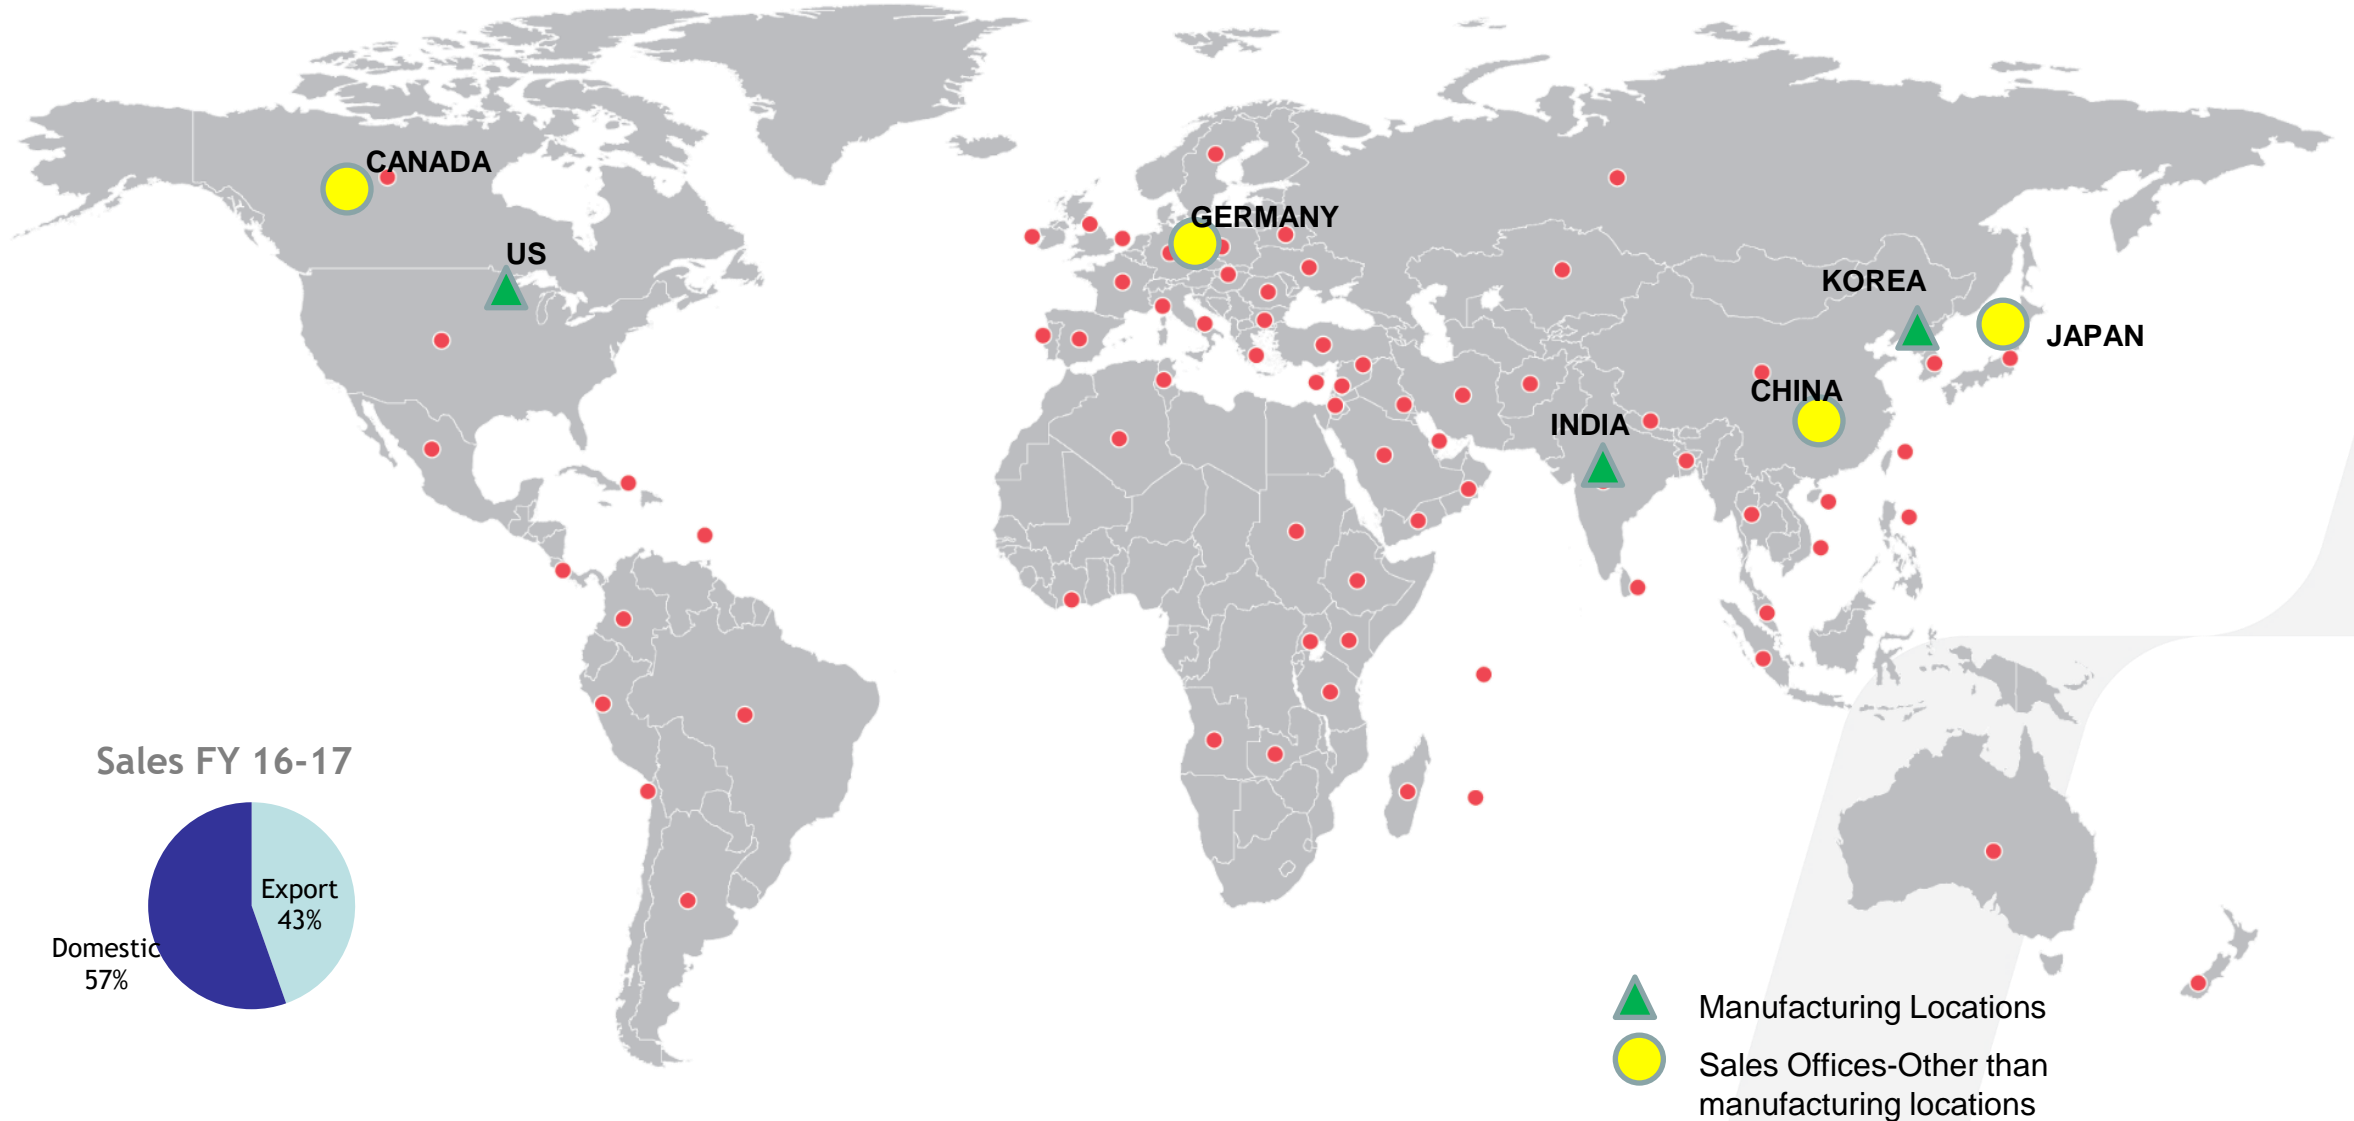 CANADA
US
GERMANY
KOREA
JAPAN
CHINA
INDIA
Sales FY 16-17
Export
43%
Domestic
57%
Manufacturing Locations
Sales Offices-Other than
manufacturing locations